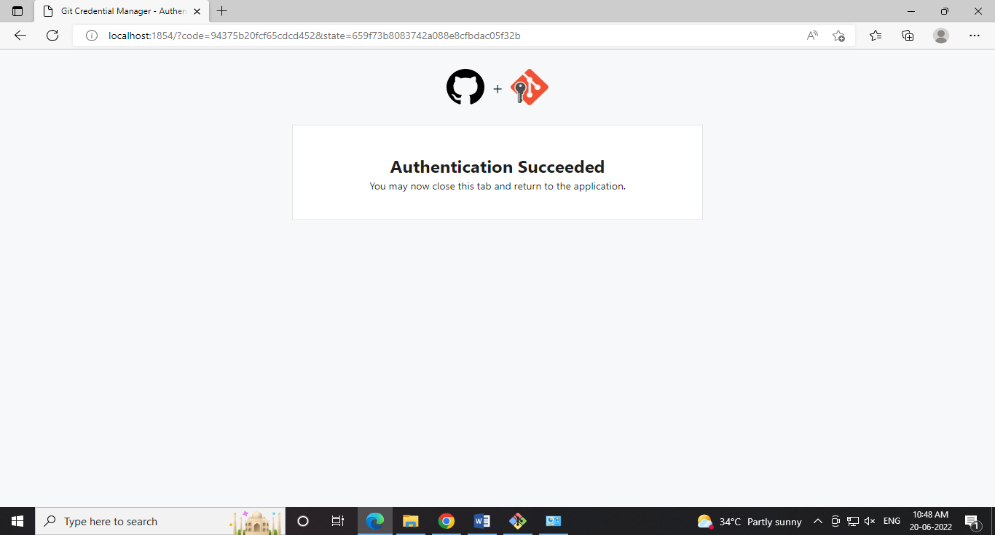 Git Credential Manager - Authen
localhost:1854/?code=94375b20fcf65cdcd452&state=659f73b8083742a088e8cfbdac05f32b
+
Authentication Succeeded
You may now close this tab and return to the application.
Type here to search
34°C Partly sunny
ENG
10:48 AM
20-06-2022
1